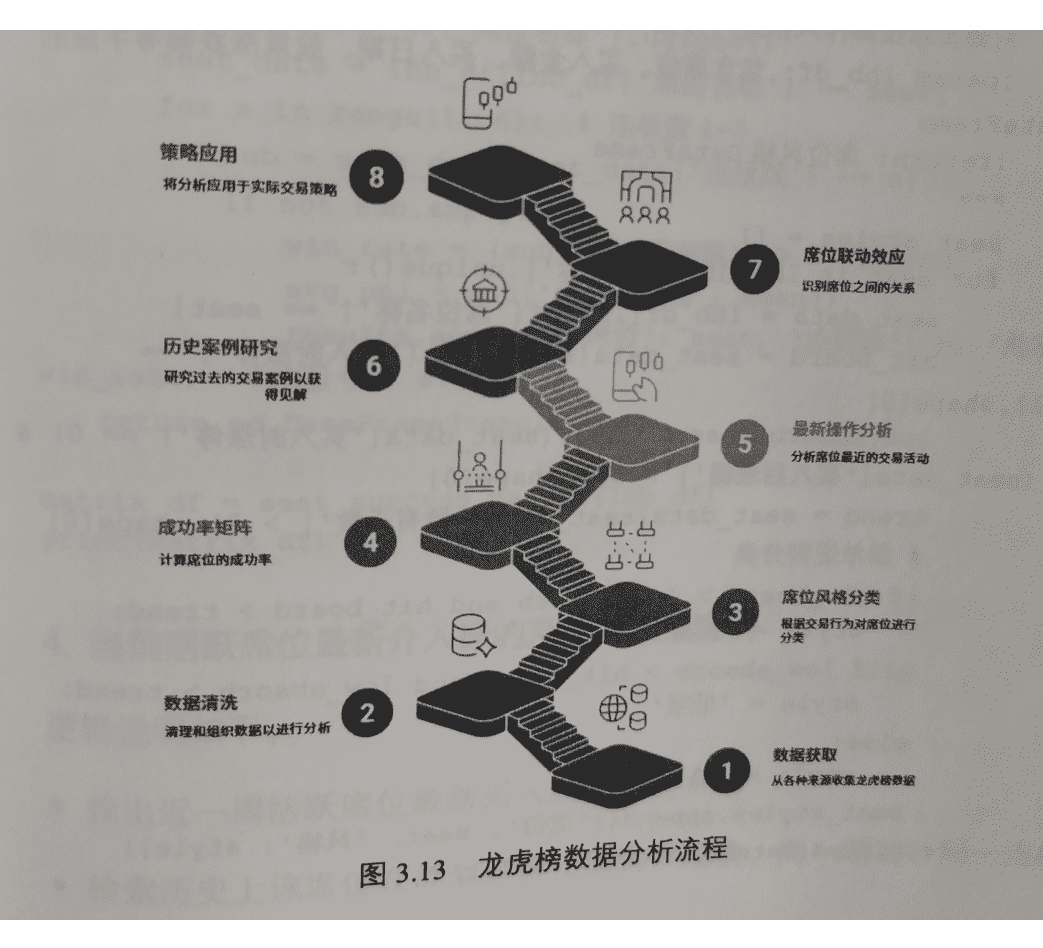 策略应用
8
将分析应用于实际交易策略
7
席位联动效应
识别席位之间的关系
历史案例研究
6
研究过去的交易案例以获
得见解
5
最新操作分析
分析席位最近的交易活动
成功率矩阵
4
计算席位的成功率
3
席位风格分类
根据交易行为对席位进行
分类
数据清洗
2
清理和组织数据以进行分析
1
数据获取
从各种来源收集龙虎榜数据
图 3.13 龙虎榜数据分析流程